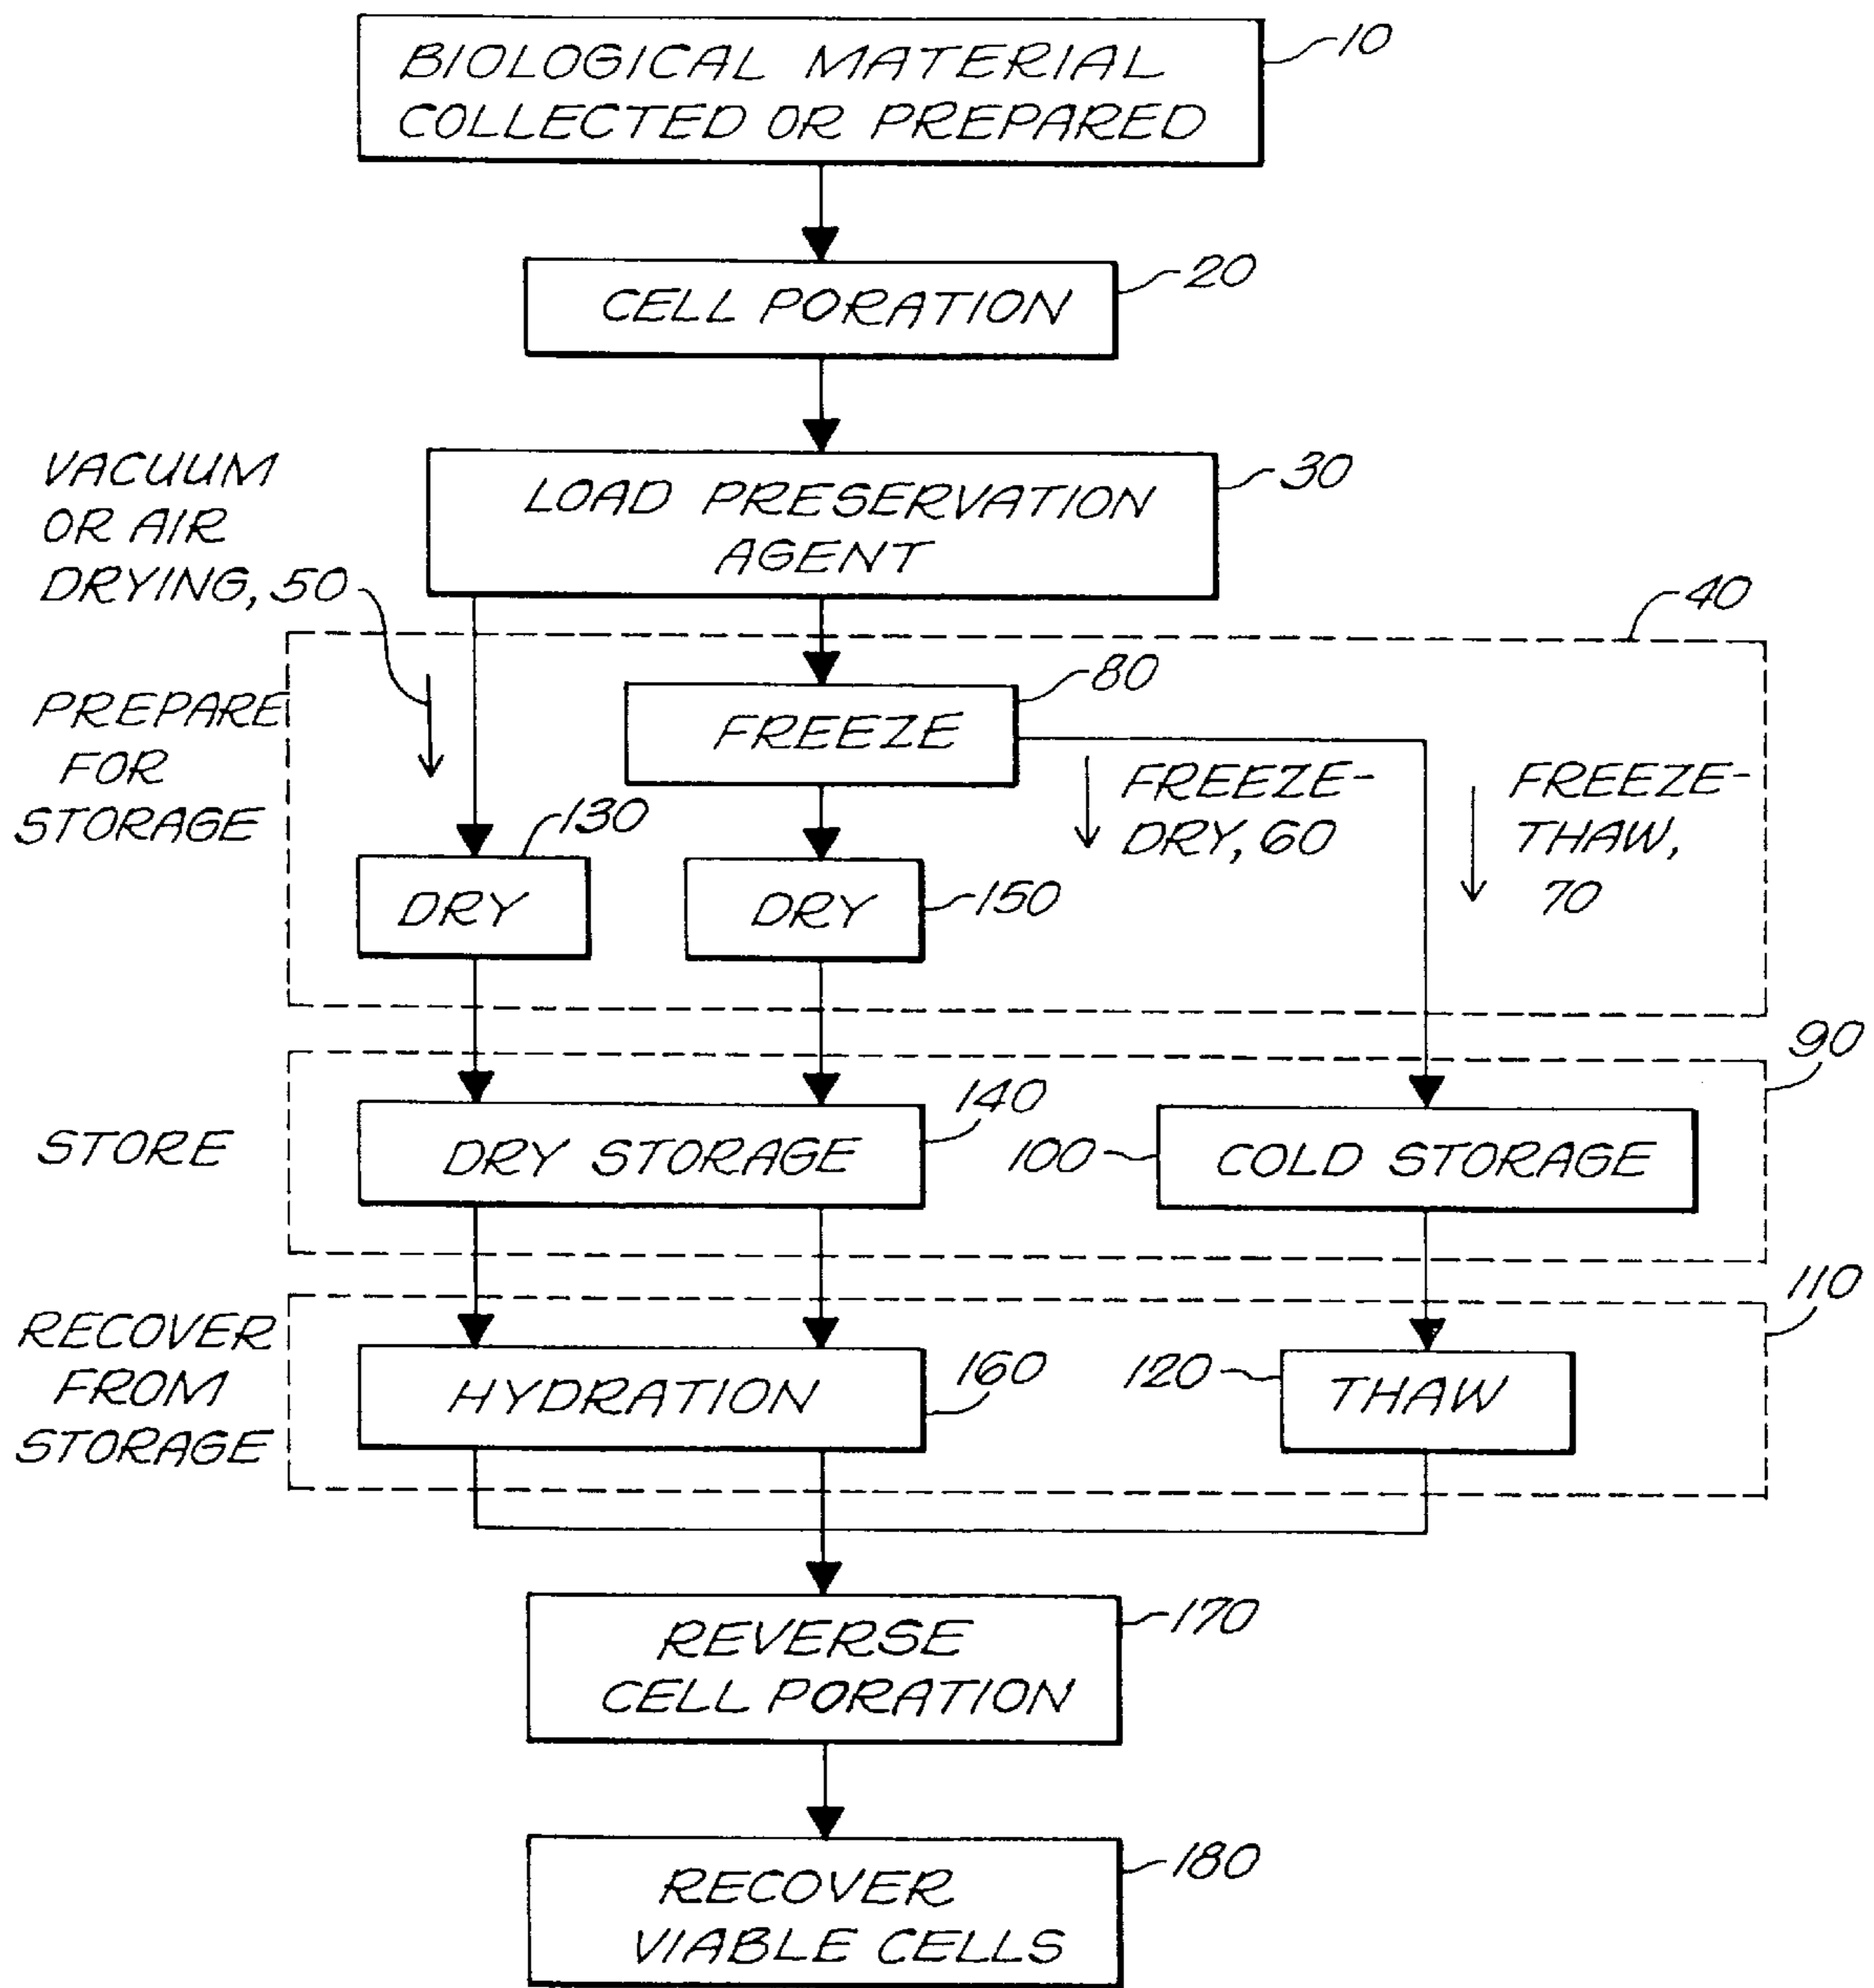 BIOLOGICAL MATERIAL
COLLECTED OR PREPARED
10
CELL PORATION
20
LOAD PRESERVATION
AGENT
30
VACUUM
OR AIR
DRYING, 50
40
PREPARE
FOR
STORAGE
FREEZE
80
FREEZE-
DRY, 60
FREEZE-
THAW,
70
DRY
130
DRY
150
90
STORE
DRY STORAGE
140
100
COLD STORAGE
110
RECOVER
FROM
STORAGE
HYDRATION
160
120
THAW
REVERSE
CELL PORATION
170
RECOVER
VIABLE CELLS
180